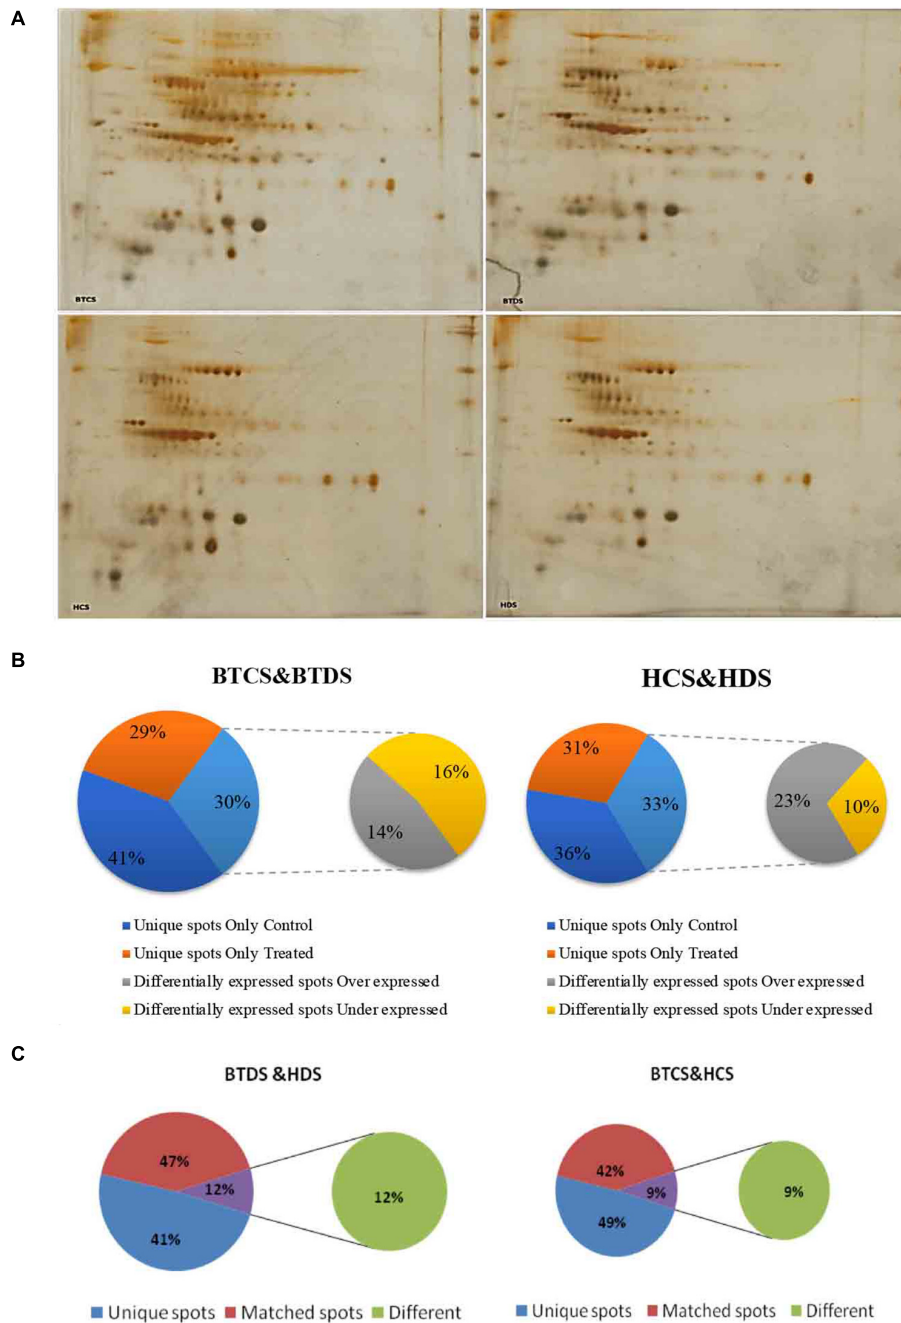 A
BTCS
BTDS
HCS
HDS
B
BTCS&BTDS
HCS&HDS
29%
30%
41%
16%
14%
31%
33%
36%
23%
10%
Unique spots Only Control
Unique spots Only Treated
Differentially expressed spots Over expressed
Differentially expressed spots Under expressed
Unique spots Only Control
Unique spots Only Treated
Differentially expressed spots Over expressed
Differentially expressed spots Under expressed
C
BTDS &HDS
BTCS&HCS
47%
12%
41%
12%
42%
9%
49%
9%
Unique spots Matched spots Different
Unique spots Matched spots Different